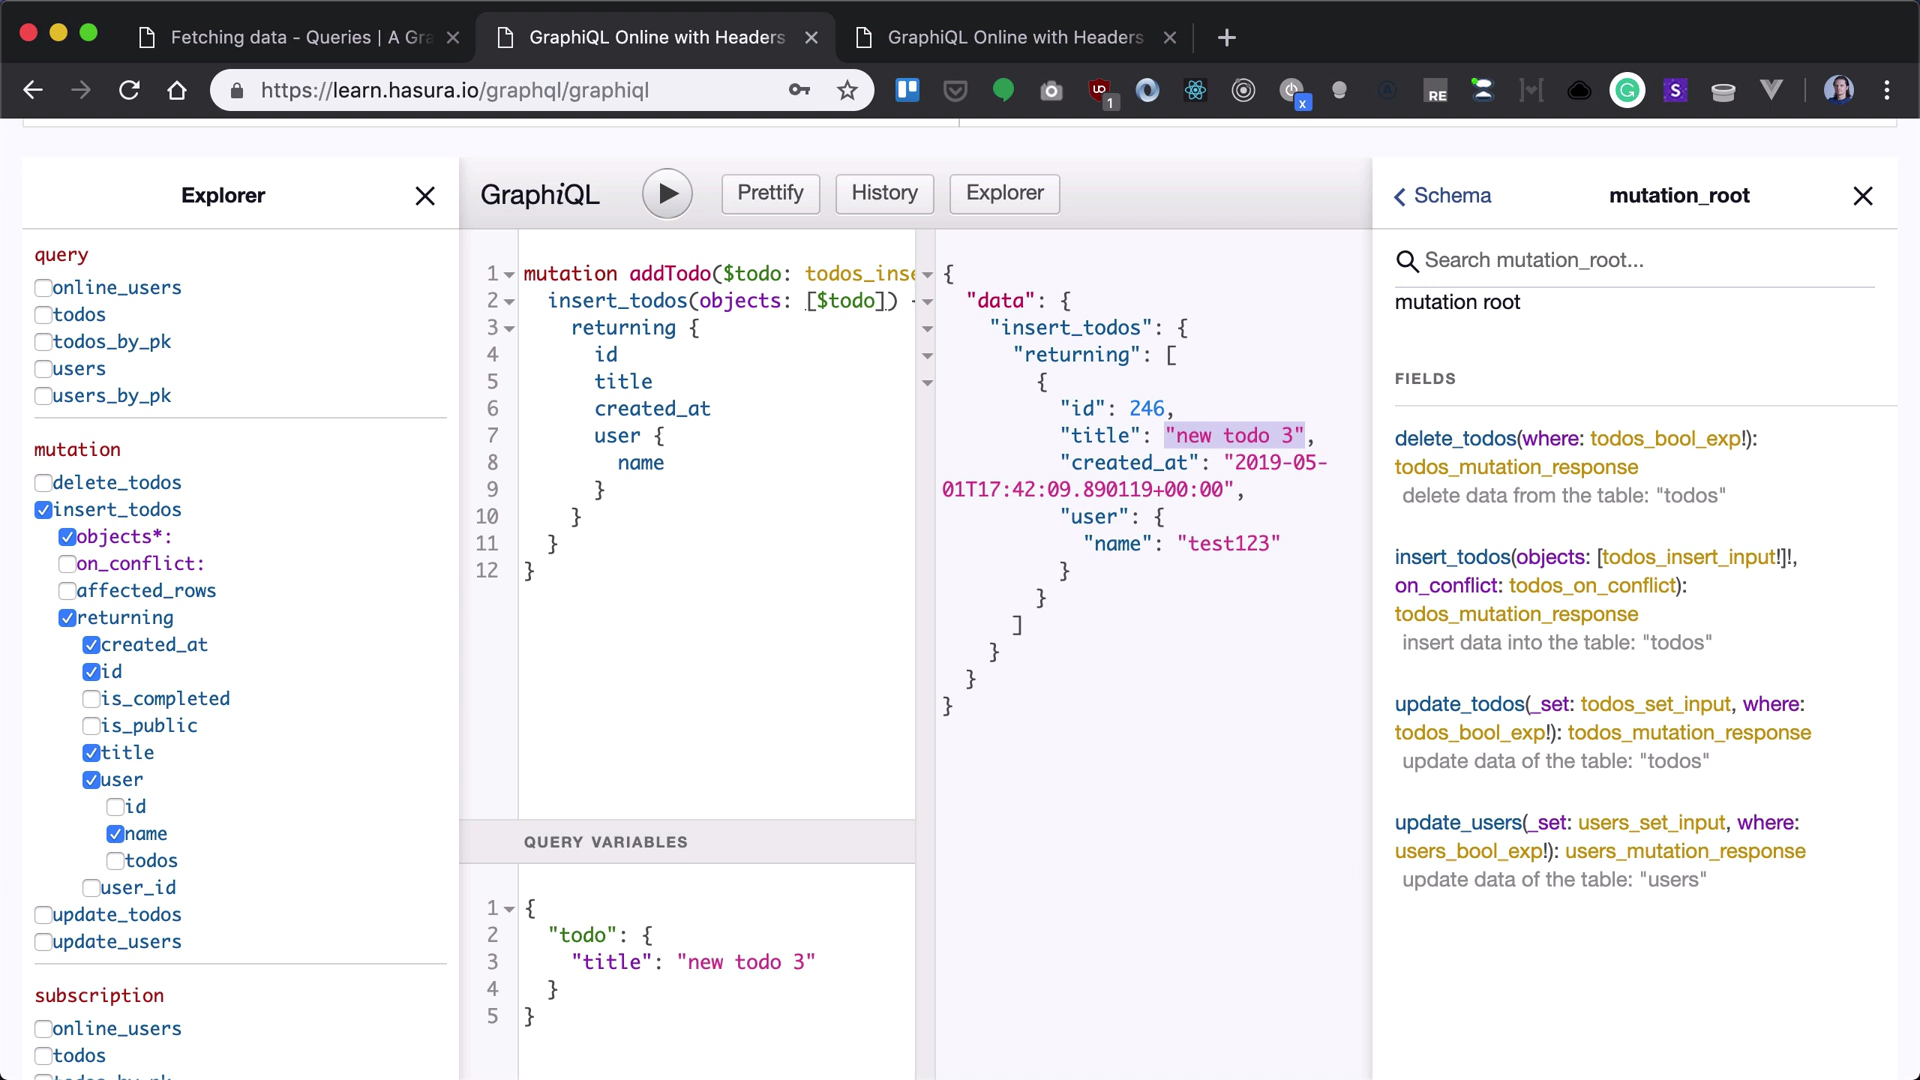 Fetching data - Queries | A Gra
GraphiQL Online with Headers
GraphiQL Online with Headers
https://learn.hasura.io/graphql/graphiql
1
x
RE
S
Explorer
query
online_users
todos
todos_by_pk
users
users_by_pk
mutation
delete_todos
insert_todos
objects*:
on_conflict:
affected_rows
returning
created_at
id
is_completed
is_public
title
user
id
name
todos
user_id
update_todos
update_users
subscription
online_users
todos
GraphiQL
Prettify
History
Explorer
1 mutation addTodo($todo: todos_inse
2 insert_todos(objects: [$todo])
3 returning {
4 id
5 title
6 created_at
7 user {
8 name
9 }
10 }
11 }
12 }
QUERY VARIABLES
1 {
2 "todo": {
3 "title": "new todo 3"
4 }
5 }
{
"data": {
"insert_todos": {
"returning": [
{
"id": 246,
"title": "new todo 3",
"created_at": "2019-05-
01T17:42:09.890119+00:00",
"user": {
"name": "test123"
}
}
]
}
}
}
Schema
mutation_root
Search mutation_root...
mutation root
FIELDS
delete_todos(where: todos_bool_exp!):
todos_mutation_response
delete data from the table: "todos"
insert_todos(objects: [todos_insert_input!]!,
on_conflict: todos_on_conflict):
todos_mutation_response
insert data into the table: "todos"
update_todos(_set: todos_set_input, where:
todos_bool_exp!): todos_mutation_response
update data of the table: "todos"
update_users(_set: users_set_input, where:
users_bool_exp!): users_mutation_response
update data of the table: "users"